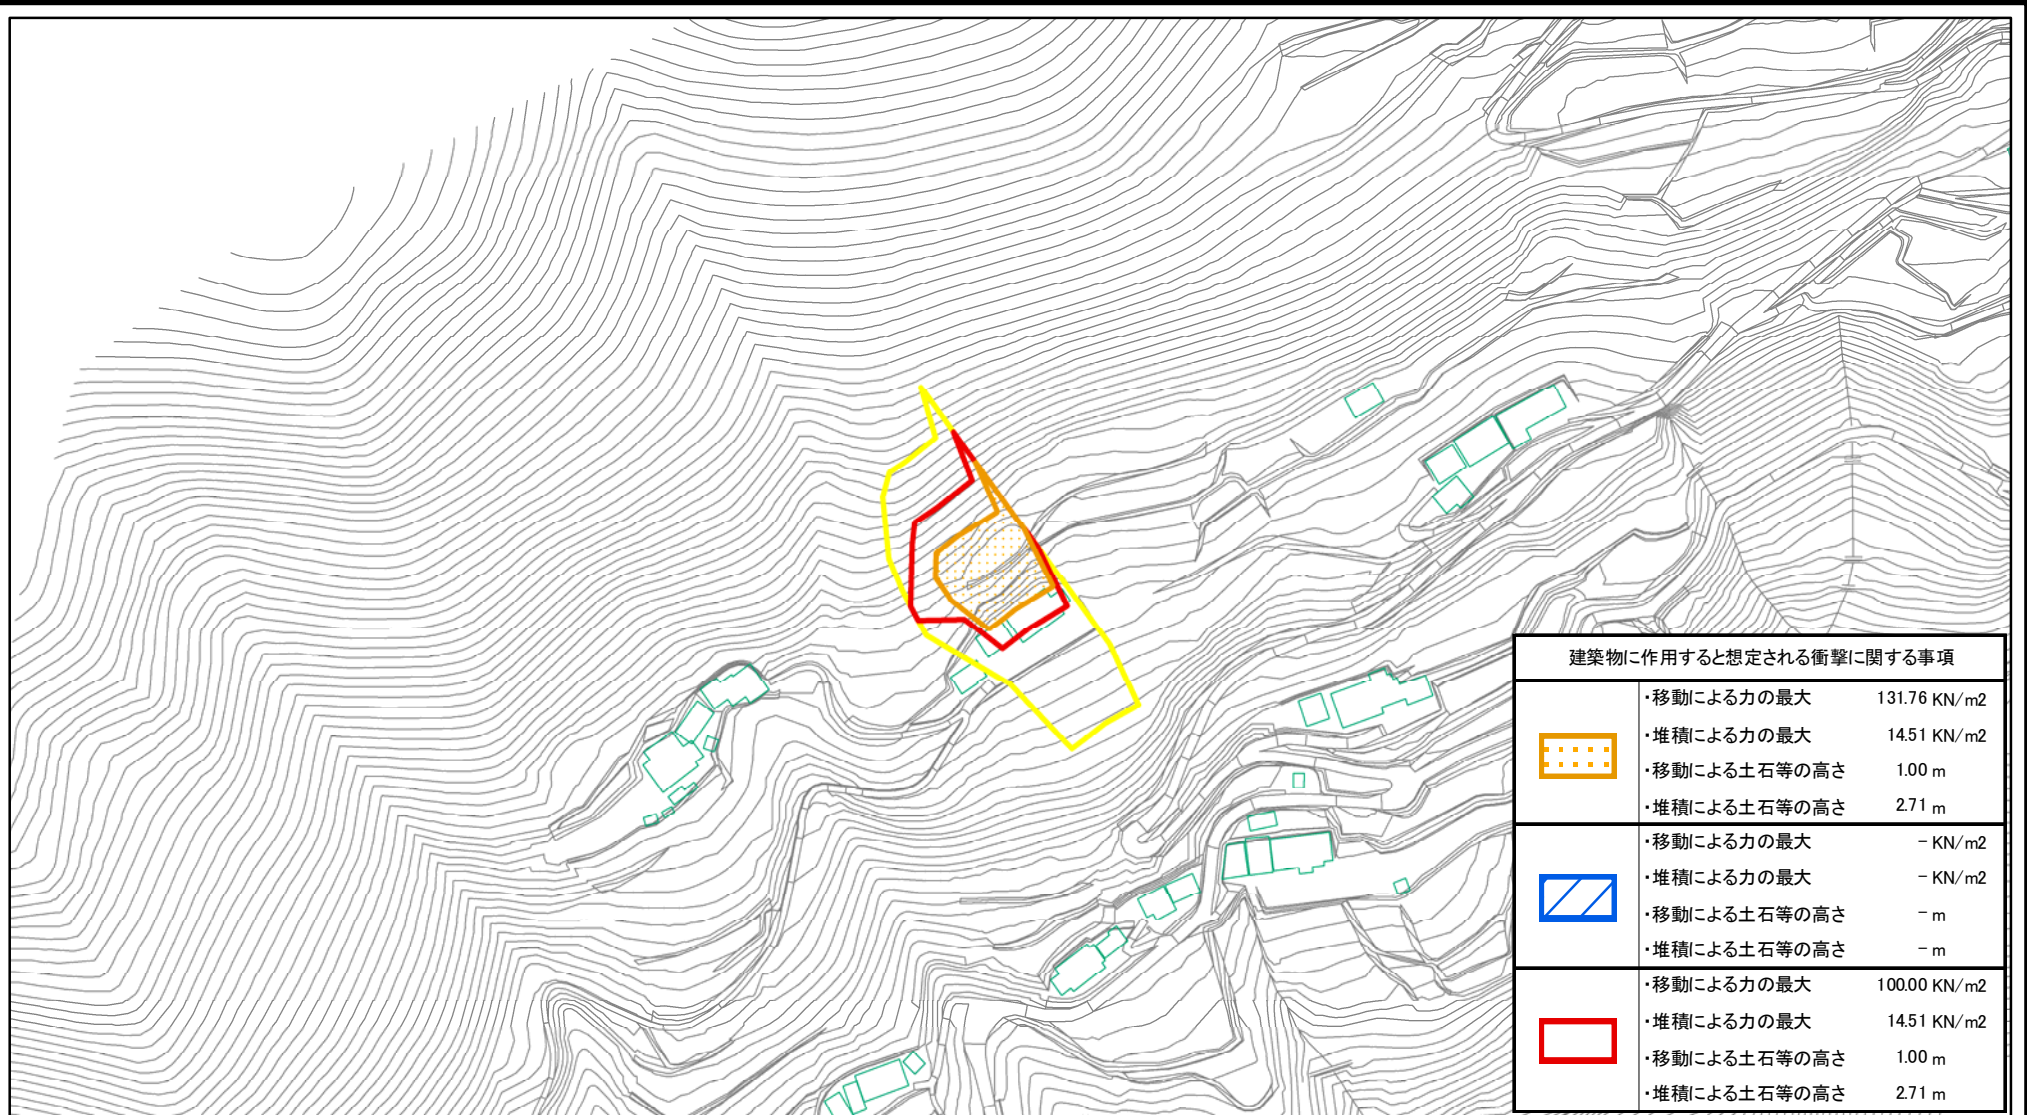 建築物に作用すると想定される衝撃に関する事項
・移動による力の最大 131.76 KN/m2
・堆積による力の最大 14.51 KN/m2
・移動による土石等の高さ 1.00 m
・堆積による土石等の高さ 2.71 m
・移動による力の最大 - KN/m2
・堆積による力の最大 - KN/m2
・移動による土石等の高さ - m
・堆積による土石等の高さ - m
・移動による力の最大 100.00 KN/m2
・堆積による力の最大 14.51 KN/m2
・移動による土石等の高さ 1.00 m
・堆積による土石等の高さ 2.71 m